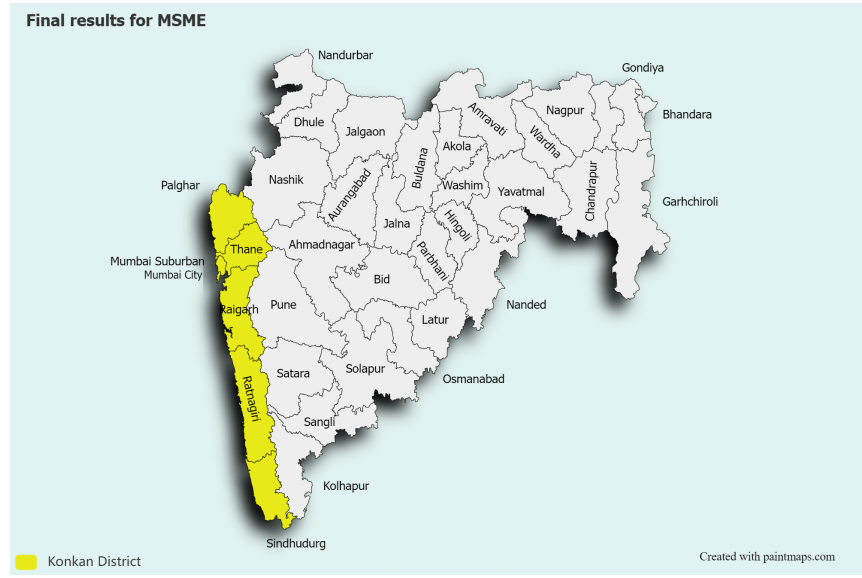 Final results for MSME
Nandurbar
Gondiya
Dhule
Jalgaon
Amravati
Nagpur
Bhandara
Wardha
Akola
Buldana
Palghar
Nashik
Aurangabad
Washim
Yavatmal
Chandrapur
Garhchiroli
Jalna
Hingoli
Thane
Ahmadnagar
Mumbai Suburban
Mumbai City
Parbhani
Bid
Raigarh
Pune
Nanded
Latur
Satara
Solapur
Osmanabad
Ratnagiri
Sangli
Kolhapur
Sindhudurg
Konkan District
Created with paintmaps.com